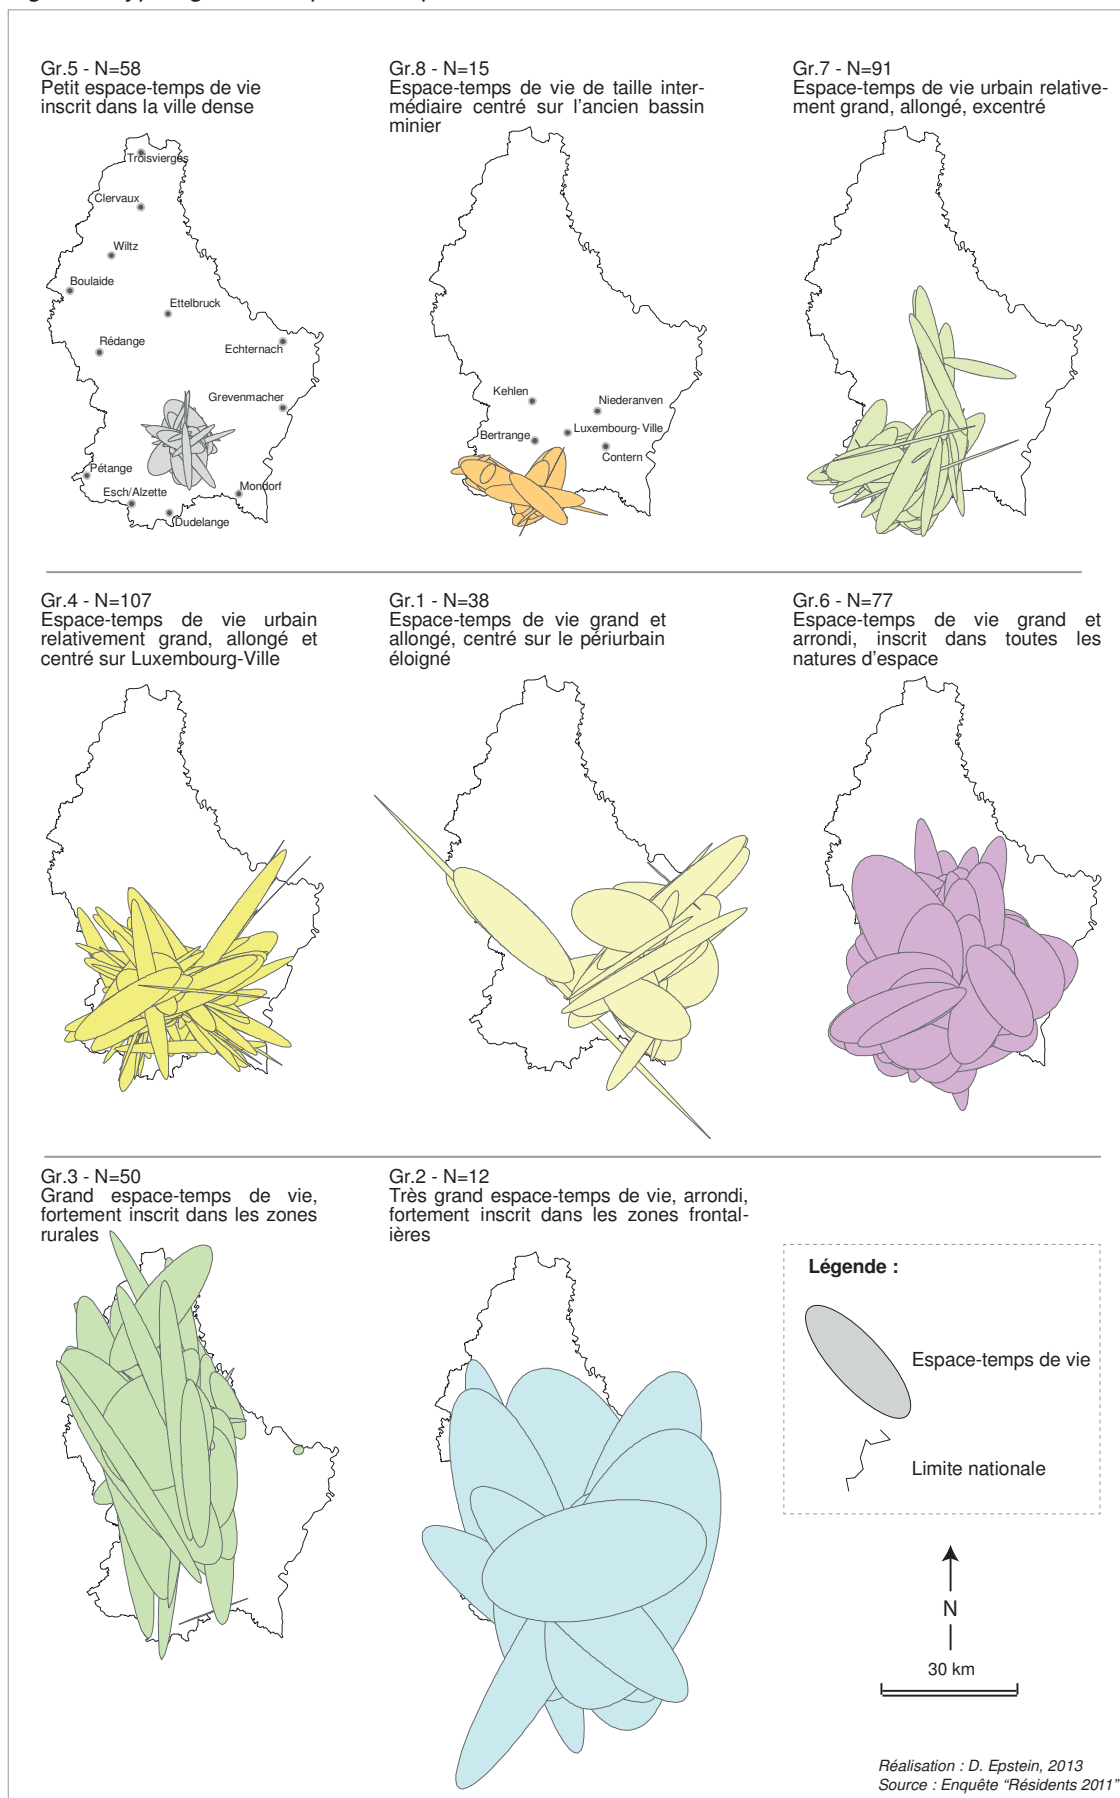 Gr.5 - N=58
Petit espace-temps de vie
inscrit dans la ville dense
Gr.8 - N=15
Espace-temps de vie de taille inter-
médiaire centré sur l'ancien bassin
minier
Gr.7 - N=91
Espace-temps de vie urbain relative-
ment grand, allongé, excentré
Troisvierges
Clervaux
Wiltz
Boulaide
Ettelbruck
Rédange
Echternach
Grevenmacher
Pétange
Esch/Alzette
Mondorf
Dudelange
Kehlen
Niederanven
Bertrange
Luxembourg-Ville
Contern
Gr.4 - N=107
Espace-temps de vie urbain
relativement grand, allongé et
centré sur Luxembourg-Ville
Gr.1 - N=38
Espace-temps de vie grand et
allongé, centré sur le périurbain
éloigné
Gr.6 - N=77
Espace-temps de vie grand et
arrondi, inscrit dans toutes les
natures d'espace
Gr.3 - N=50
Grand espace-temps de vie,
fortement inscrit dans les zones
rurales
Gr.2 - N=12
Très grand espace-temps de vie, arrondi,
fortement inscrit dans les zones frontal-
ières
Légende :
Espace-temps de vie
Limite nationale
N
30 km
Réalisation : D. Epstein, 2013
Source : Enquête “Résidents 2011”